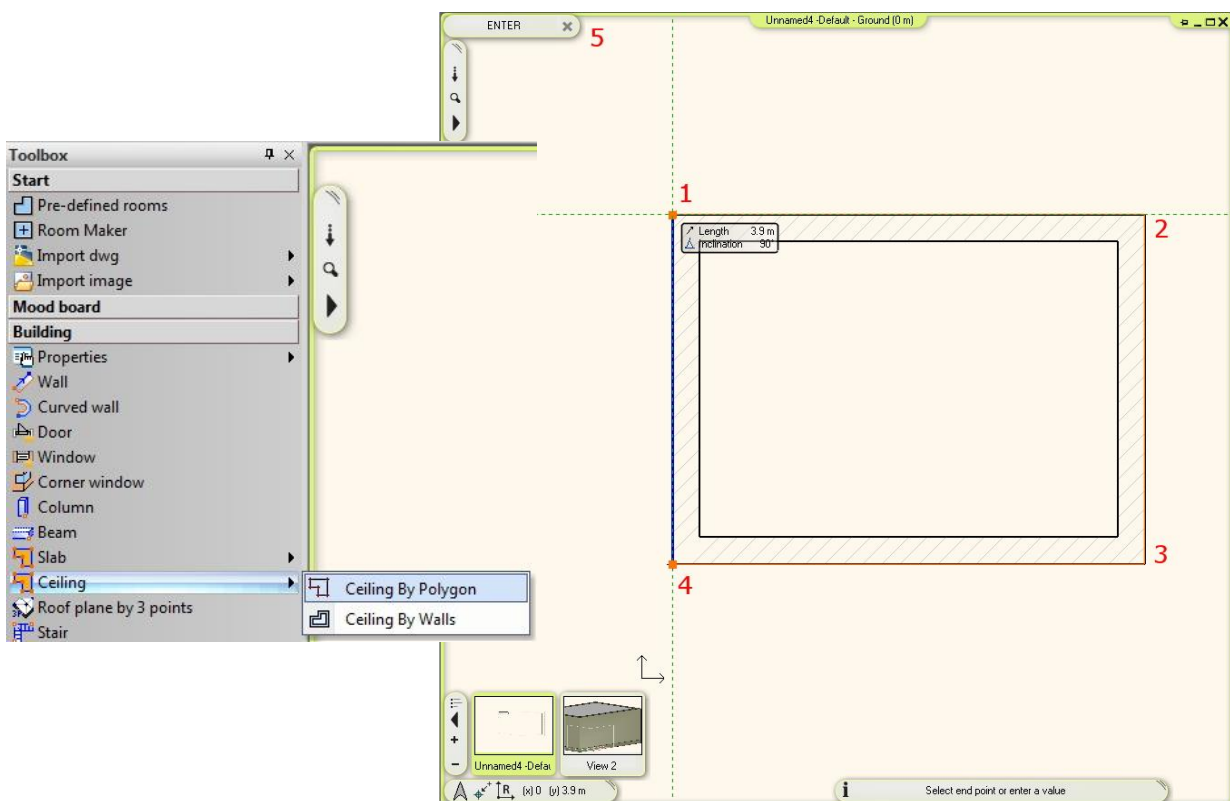 ENTER
5
Unnamed4 -Default - Ground (0 m)
Toolbox
Start
Pre-defined rooms
Room Maker
Import dwg
Import image
Mood board
Building
Properties
Wall
Curved wall
Door
Window
Corner window
Column
Beam
Slab
Ceiling
Ceiling By Polygon
Roof plane by 3 points
Ceiling By Walls
Stair
1
2
Length 3.9 m
Inclination 90°
3
4
Unnamed4 -Defau
View 2
R (x) 0 (y) 3.9 m
i Select end point or enter a value